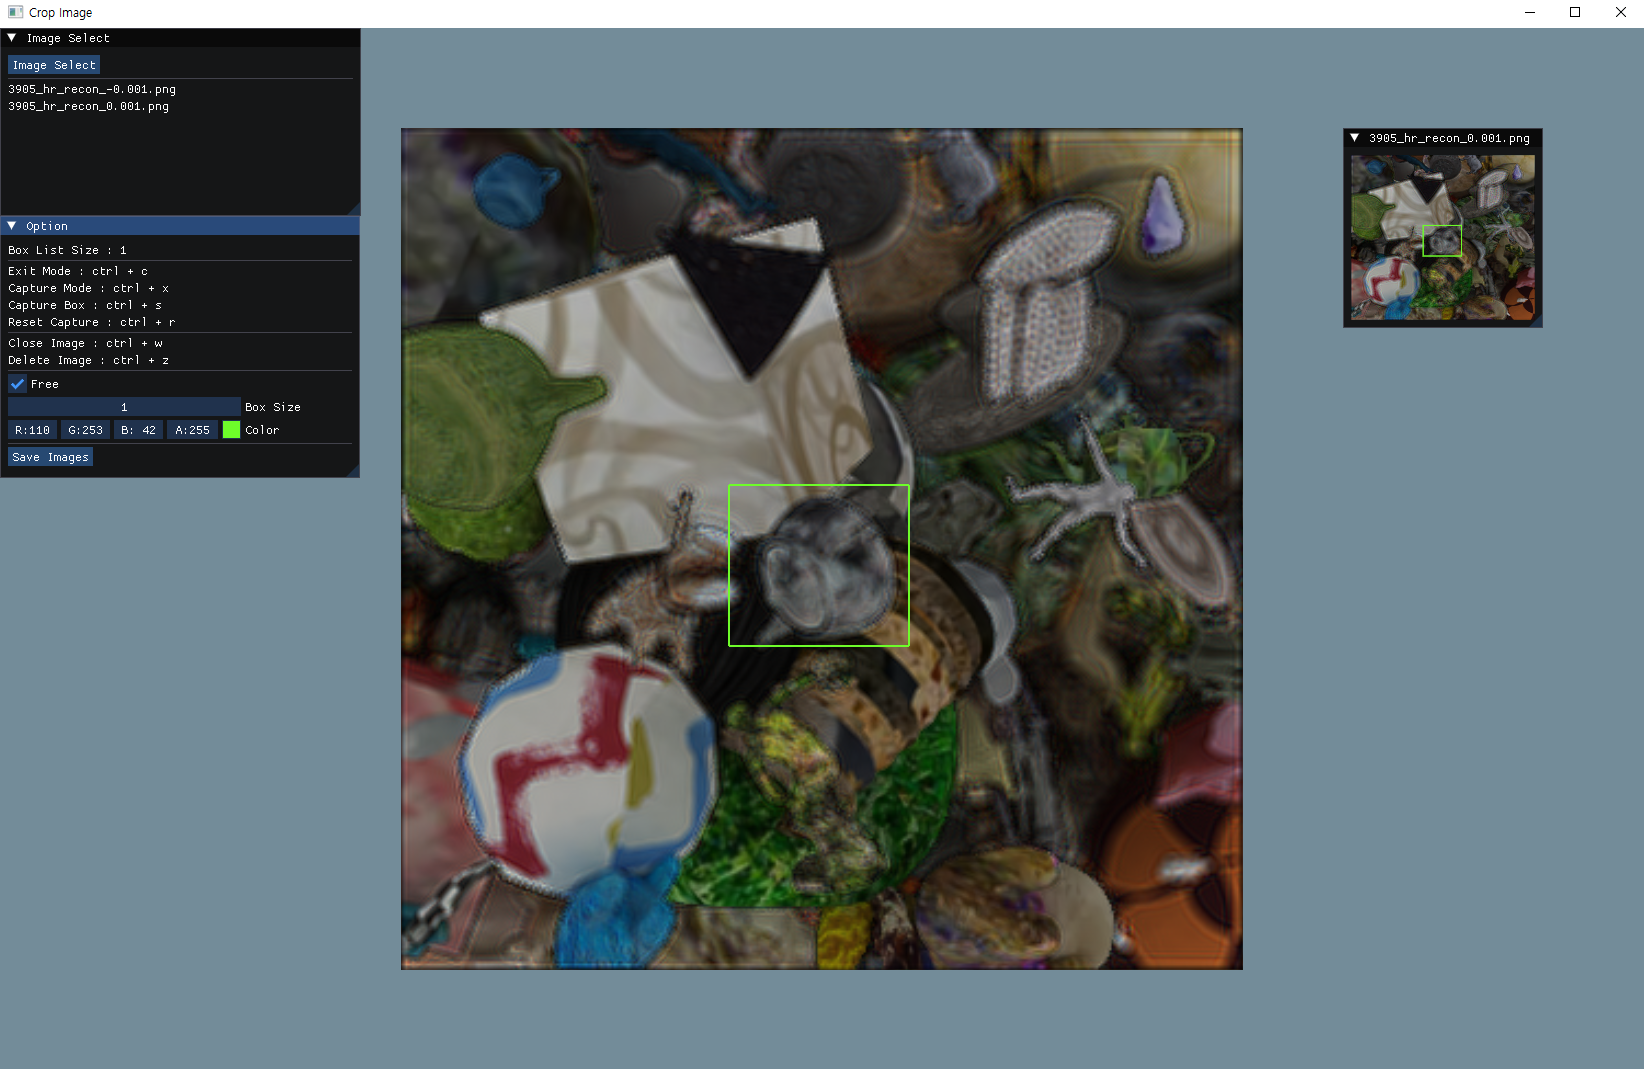 Crop Image
Image Select
Image Select
3905_hr_recon_-0.001.png
3905_hr_recon_0.001.png
Option
Box List Size : 1
Exit Mode : ctrl + c
Capture Mode : ctrl + x
Capture Box : ctrl + s
Reset Capture : ctrl + r
Close Image : ctrl + w
Delete Image : ctrl + z
Free
1 Box Size
R:110 G:253 B: 42 A:255 Color
Save Images
3905_hr_recon_0.001.png